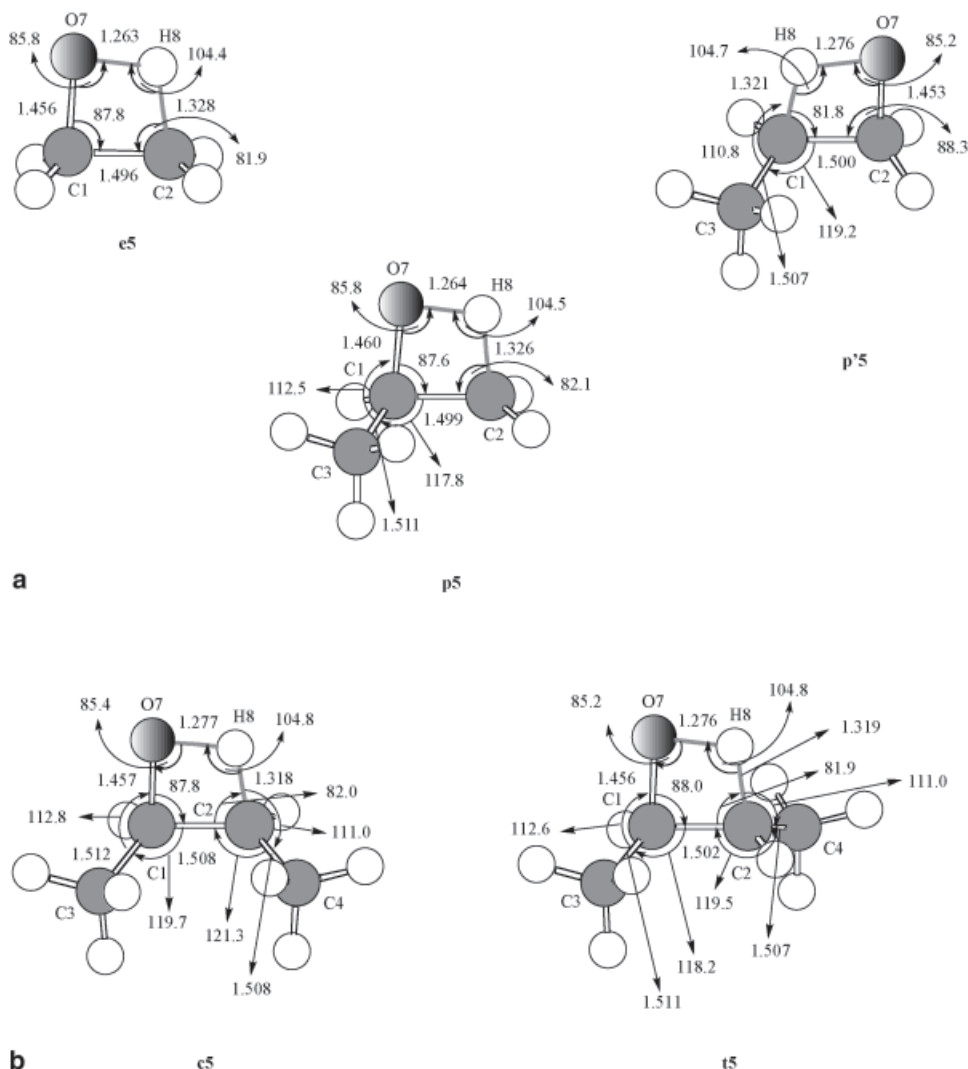 O7
85.8
1.263
H8
104.4
1.456
87.8
1.328
81.9
1.496
C1
C2
e5
O7
H8
104.7
1.276
85.2
1.321
1.453
81.8
110.8
1.500
88.3
C1
C2
C3
119.2
1.507
p'5
O7
85.8
1.264
H8
104.5
1.460
1.326
C1
87.6
112.5
82.1
1.499
C2
C3
117.8
1.511
a
p5
O7
85.4
1.277
H8
104.8
1.457
87.8
1.318
C2
82.0
112.8
111.0
1.512
1.508
C1
C3
C4
119.7
121.3
1.508
O7
85.2
1.276
H8
104.8
1.319
1.456
88.0
81.9
C1
111.0
112.6
1.502
C4
C2
C3
119.5
1.507
118.2
1.511
b
c5
t5